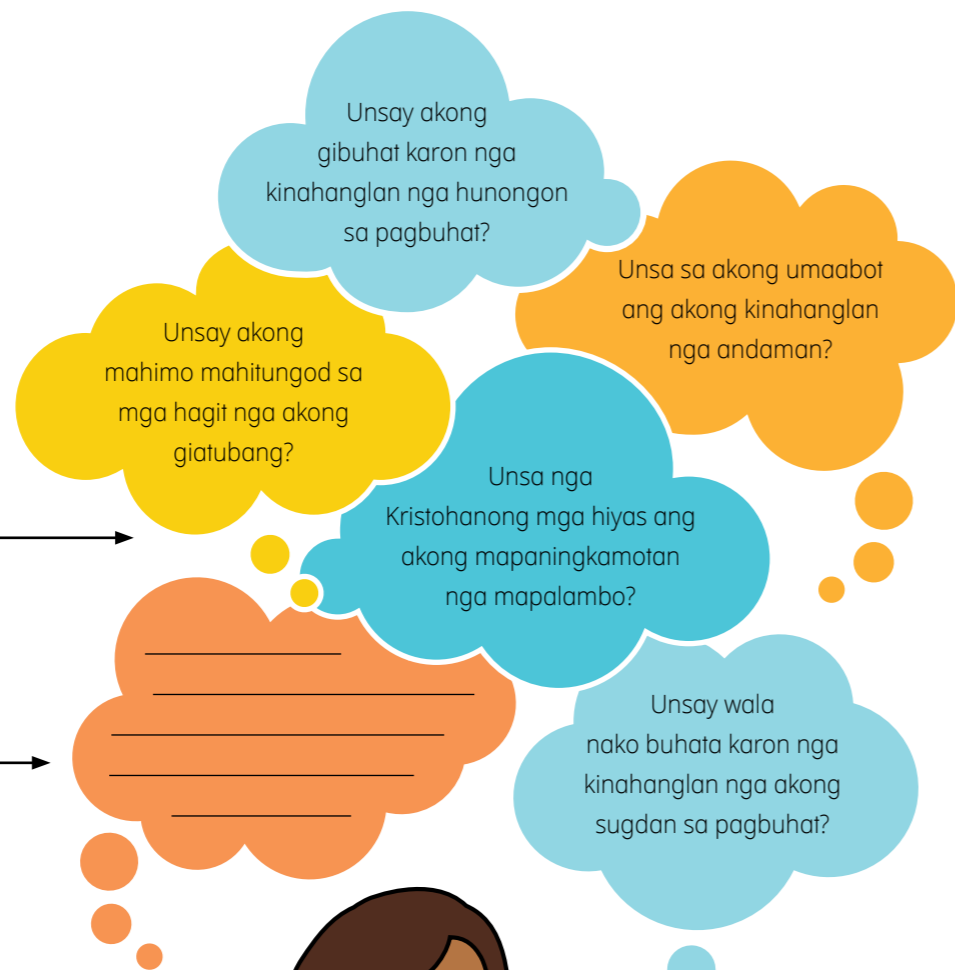 Unsay akong
gibuhat karon nga
kinahanglan nga hunongon
sa pagbuhat?
Unsa sa akong umaabot
ang akong kinahanglan
nga andaman?
Unsay akong
mahimo mahitungod sa
mga hagit nga akong
giatubang?
Unsa nga
Kristohanong mga hiyas ang
akong mapaningkamotan
nga mapalambo?
Unsay wala
nako buhata karon nga
kinahanglan nga akong
sugdan sa pagbuhat?